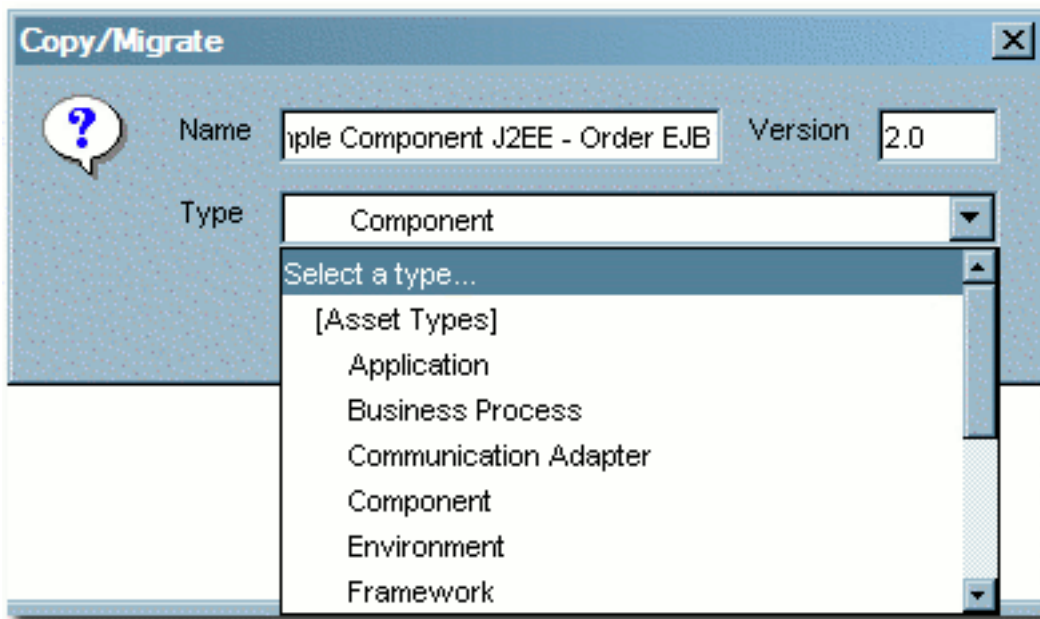 Copy/Migrate
?
Name
ple Component J2EE - Order EJB
Version
2.0
Type
Component
Select a type...
[Asset Types]
Application
Business Process
Communication Adapter
Component
Environment
Framework